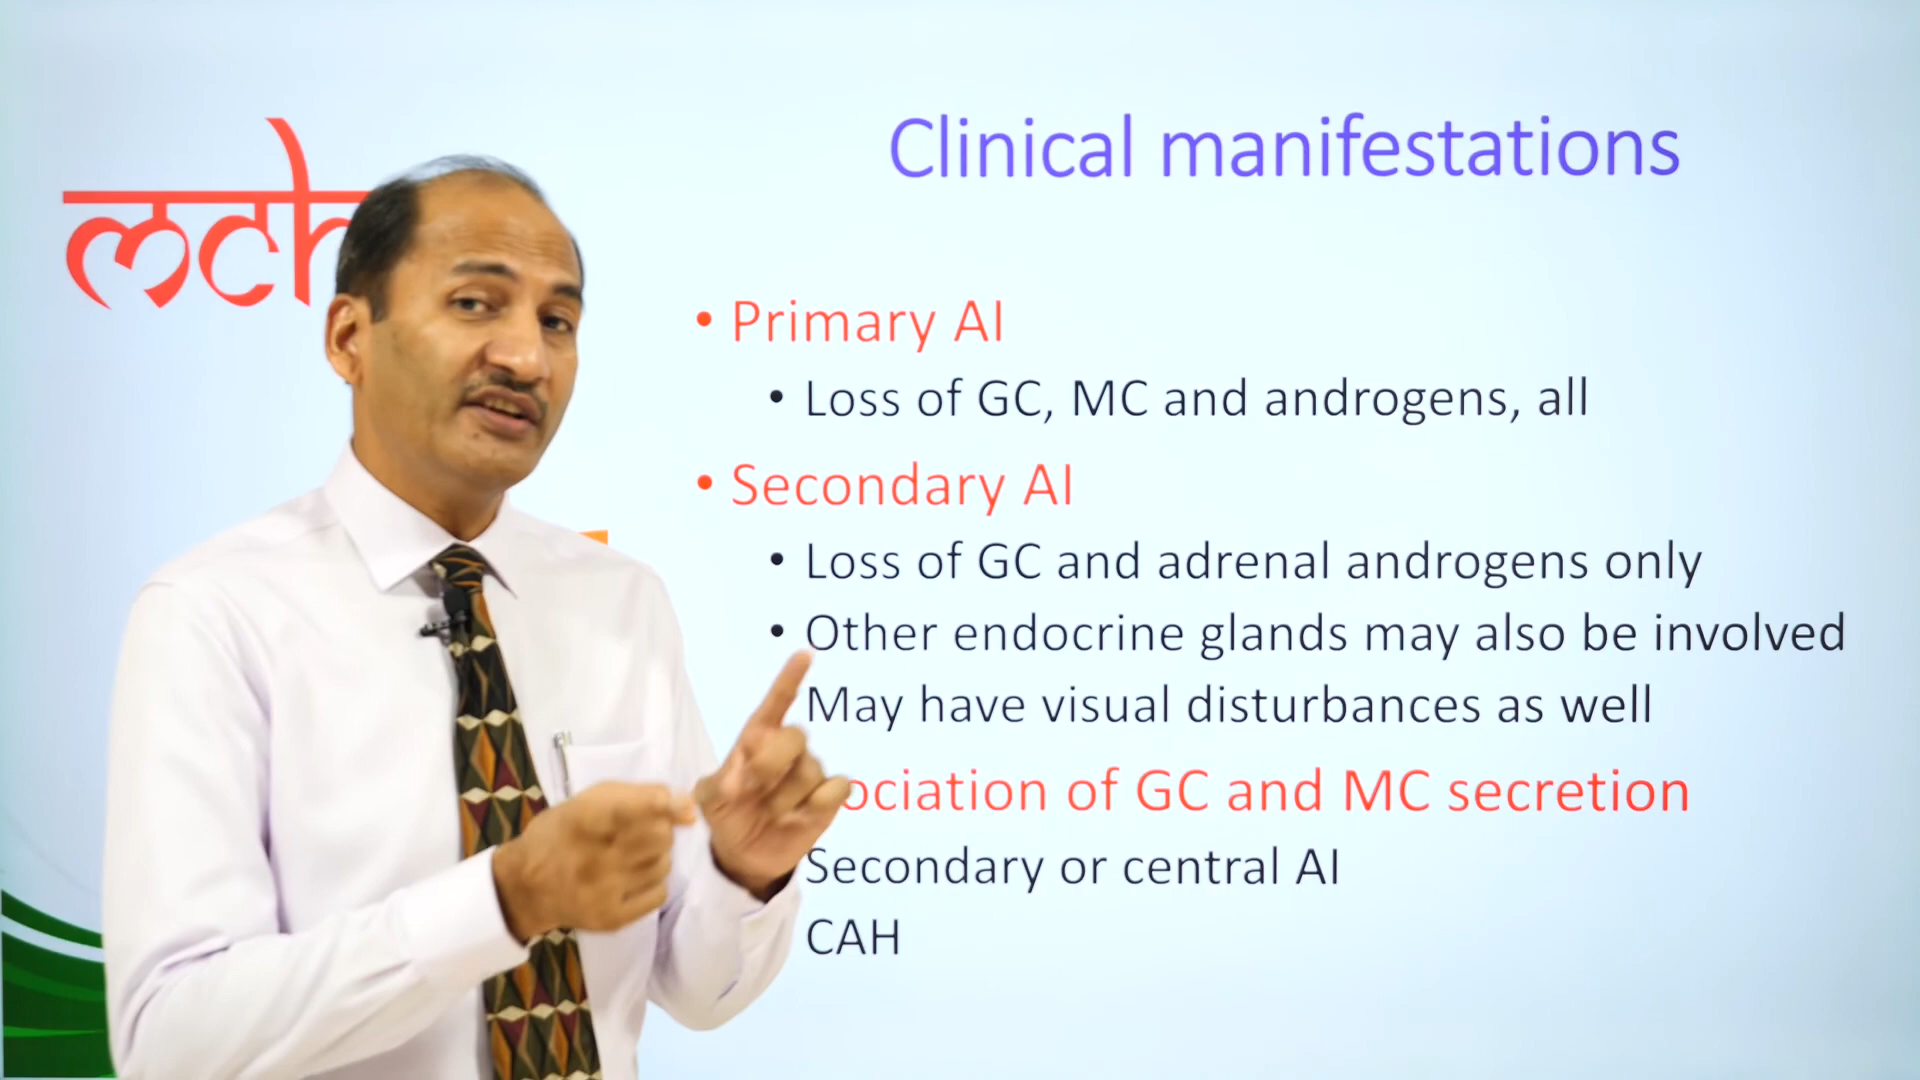 mch
Clinical manifestations
• Primary AI
• Loss of GC, MC and androgens, all
• Secondary AI
• Loss of GC and adrenal androgens only
• Other endocrine glands may also be involved
May have visual disturbances as well
of GC and MC secretion
Secondary or central AI
CAH